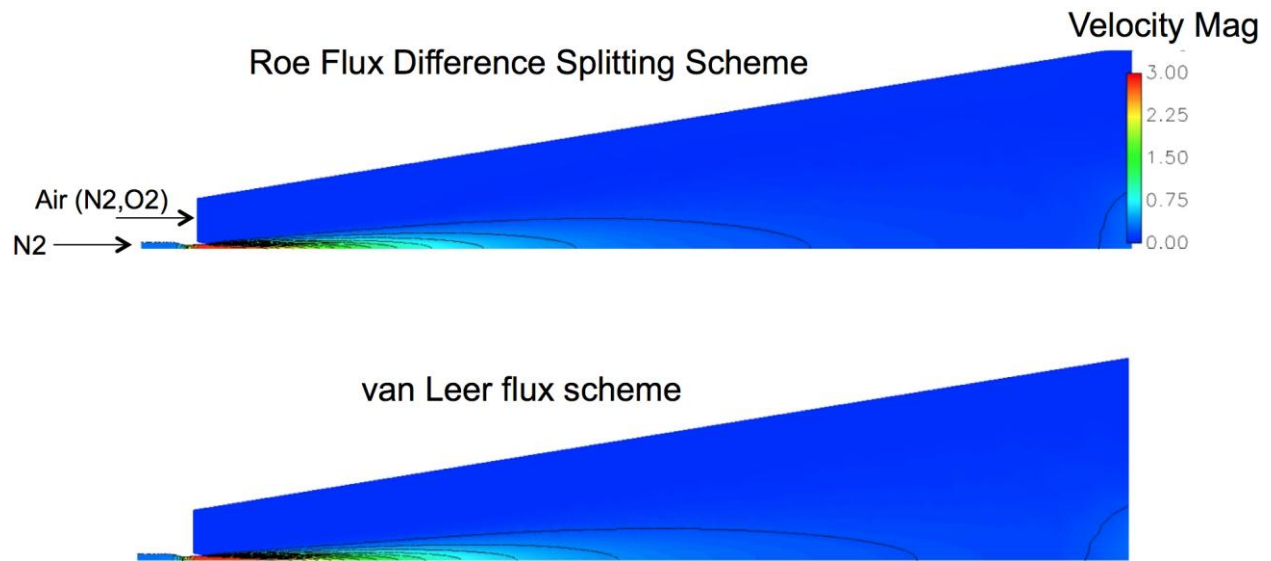 Velocity Mag
Roe Flux Difference Splitting Scheme
3.00
2.25
1.50
0.75
0.00
Air (N2,O2)
N2
van Leer flux scheme